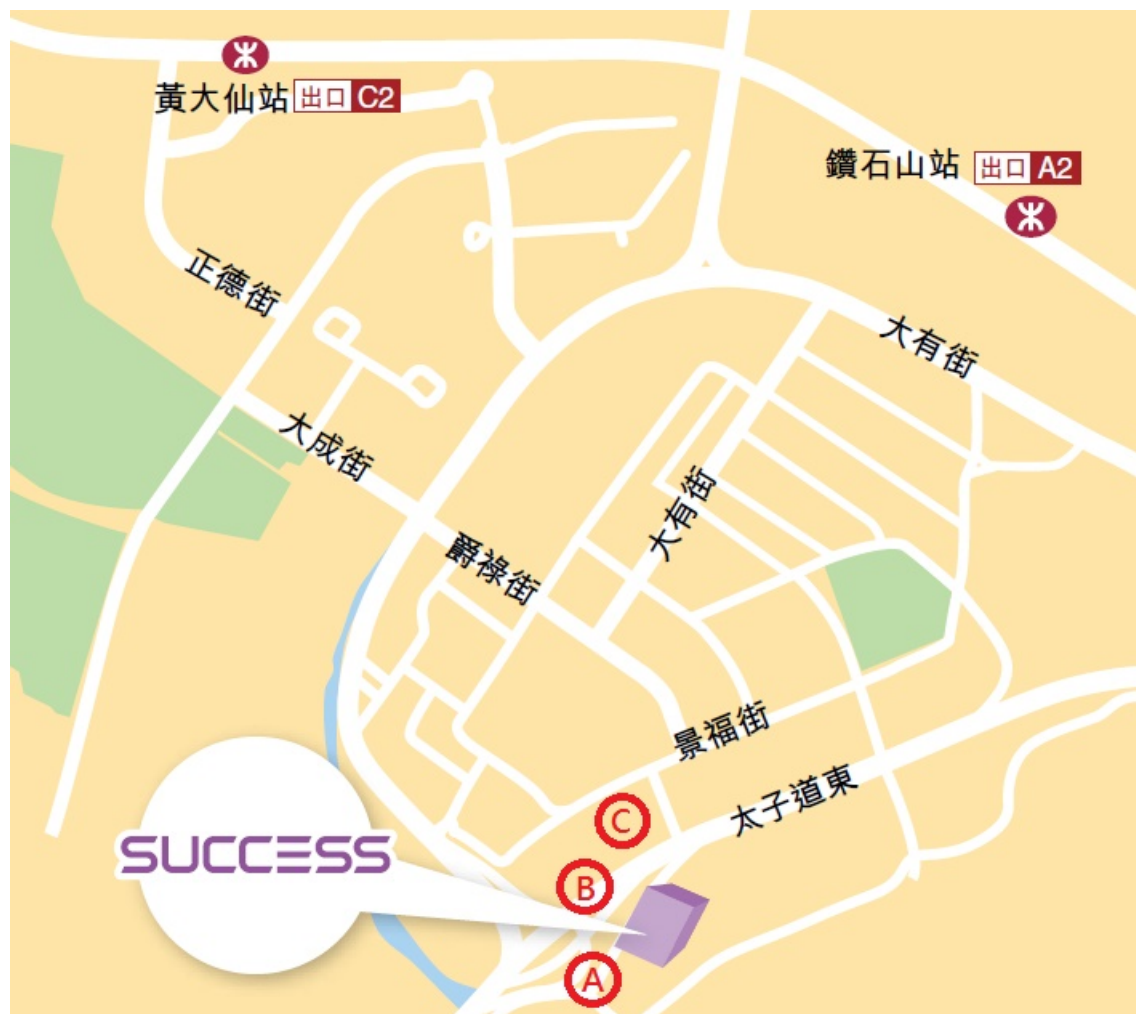 黃大仙站 出口 C2
鑽石山站 出口 A2
正德街
大有街
大成街
大有街
爵祿街
景福街
太子道東
C
SUCCESS
B
A